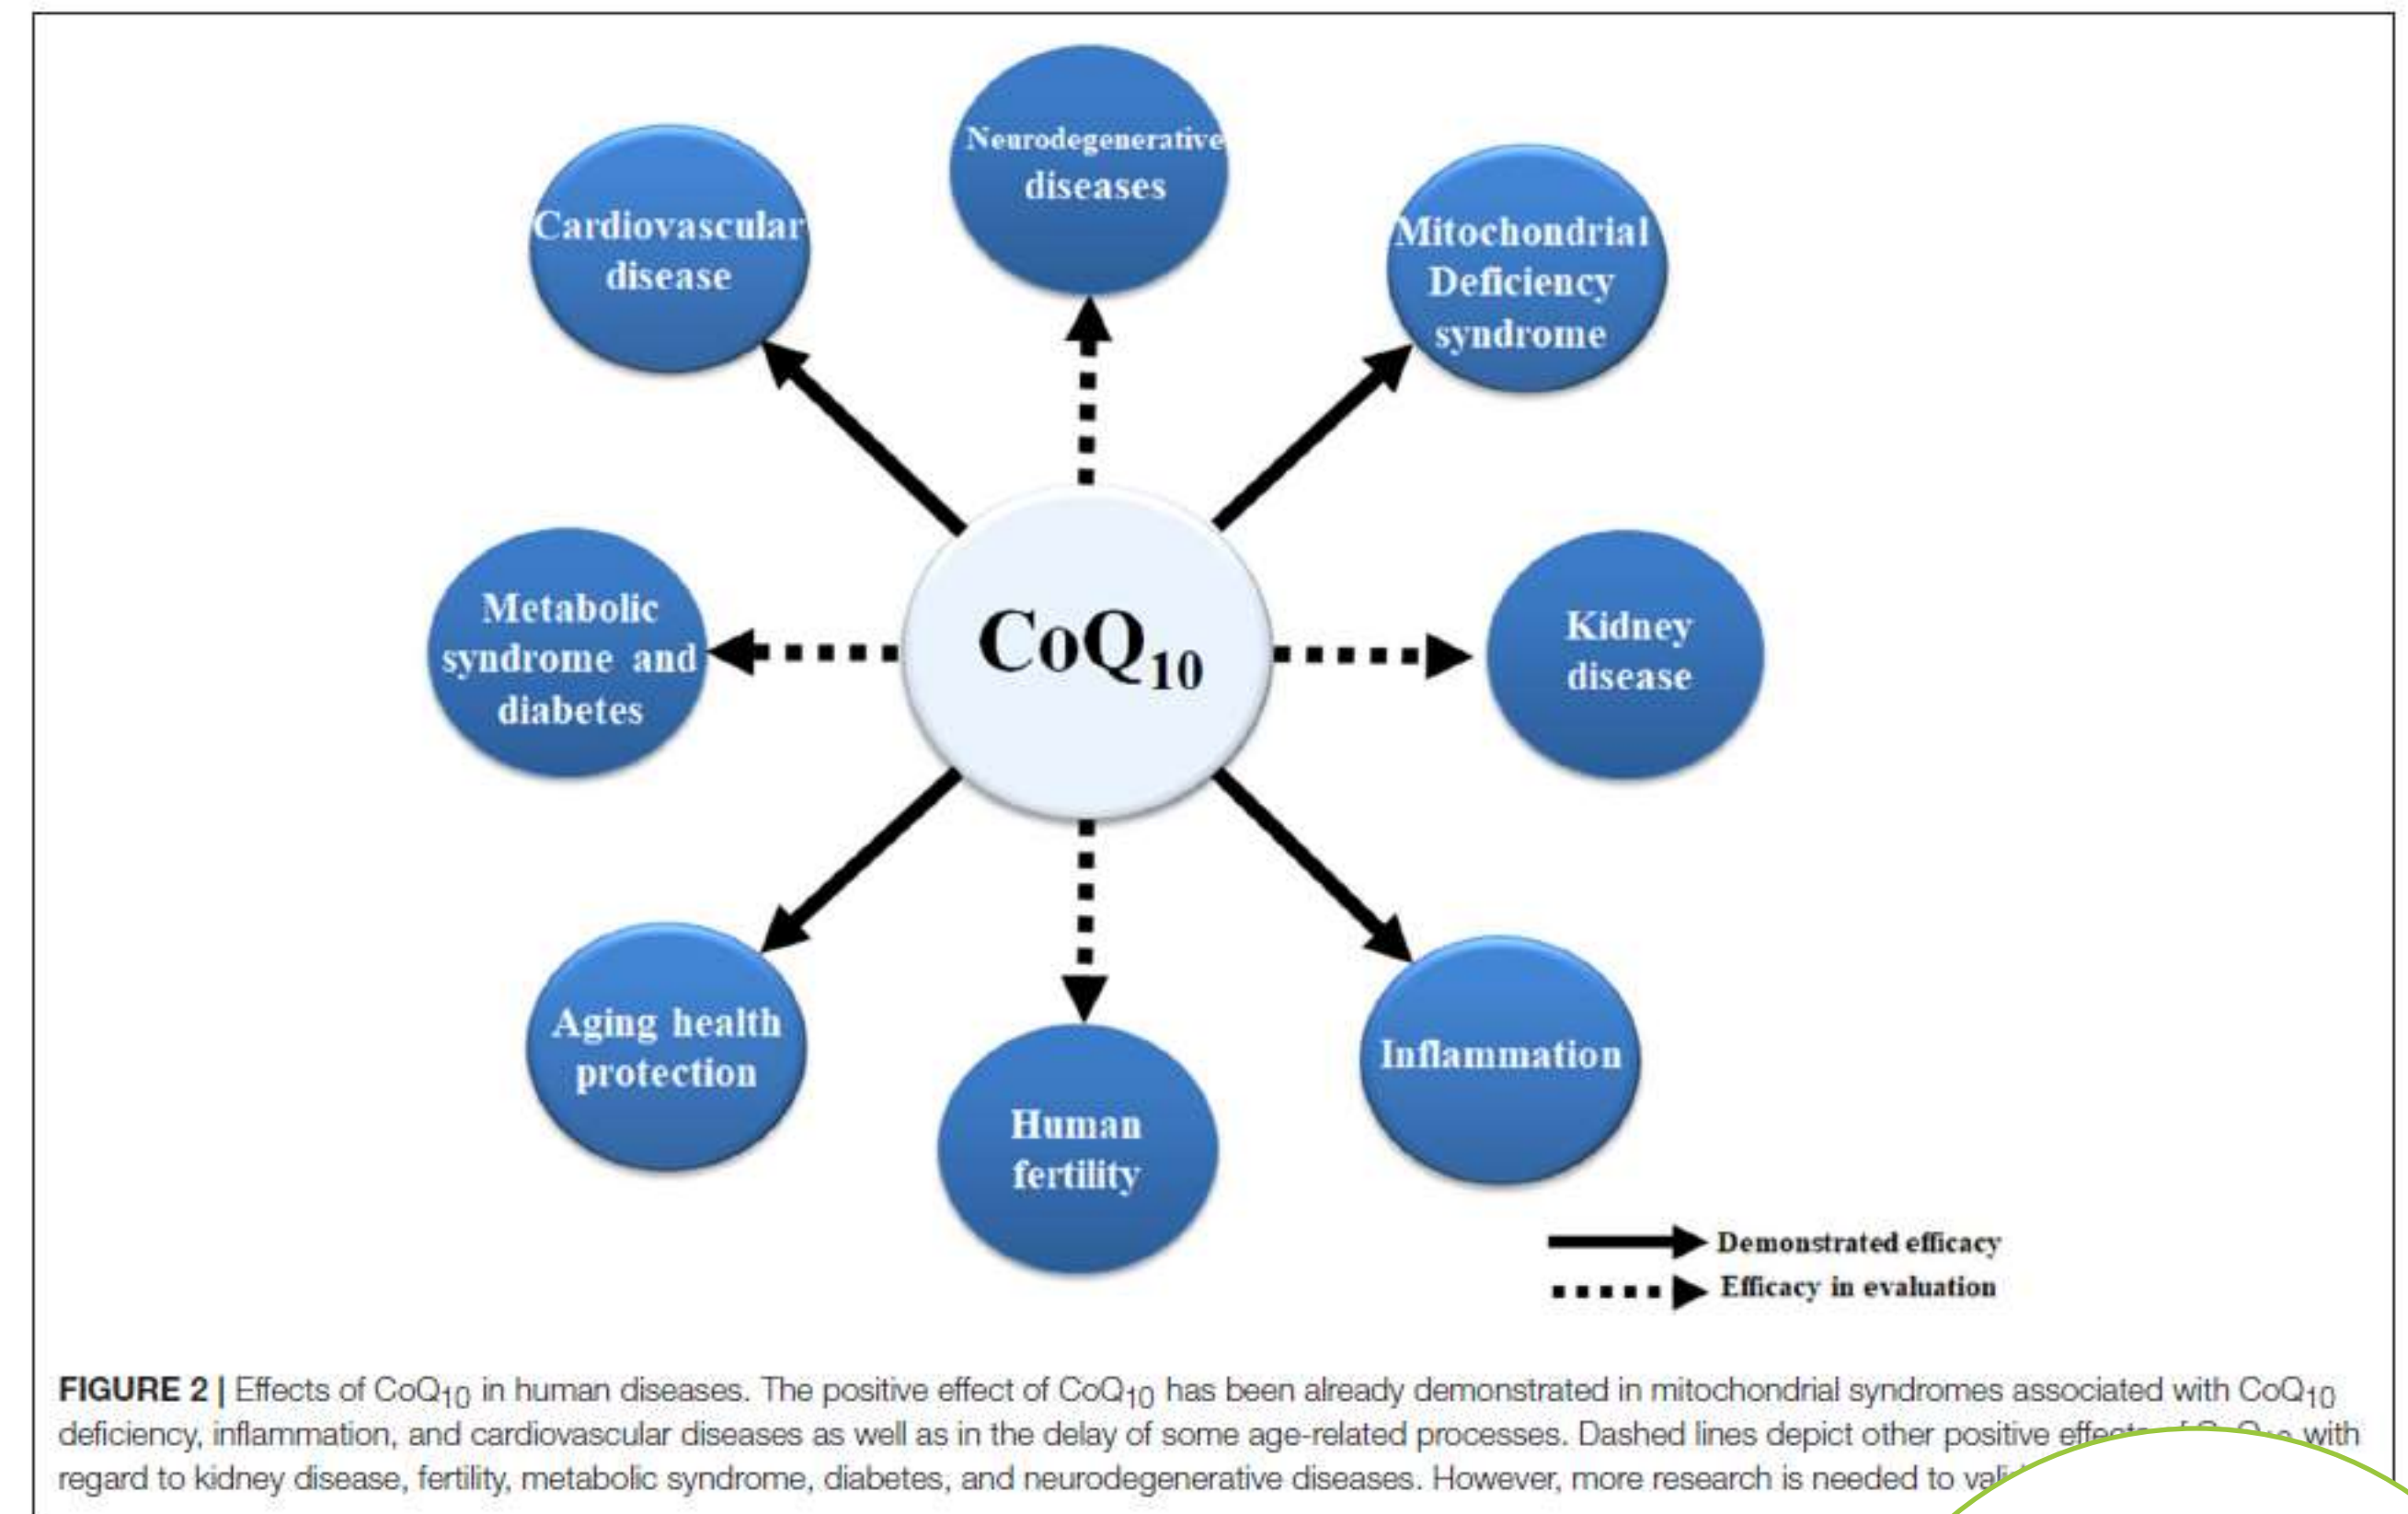 Neurodegenerative
diseases
Cardiovascular
disease
Mitochondrial
Deficiency
syndrome
Metabolic
syndrome and
diabetes
CoQ10
Kidney
disease
Aging health
protection
Human
fertility
Inflammation
Demonstrated efficacy
Efficacy in evaluation
FIGURE 2 | Effects of CoQ10 in human diseases. The positive effect of CoQ10 has been already demonstrated in mitochondrial syndromes associated with CoQ10
deficiency, inflammation, and cardiovascular diseases as well as in the delay of some age-related processes. Dashed lines depict other positive with
regard to kidney disease, fertility, metabolic syndrome, diabetes, and neurodegenerative diseases. However, more research is needed to